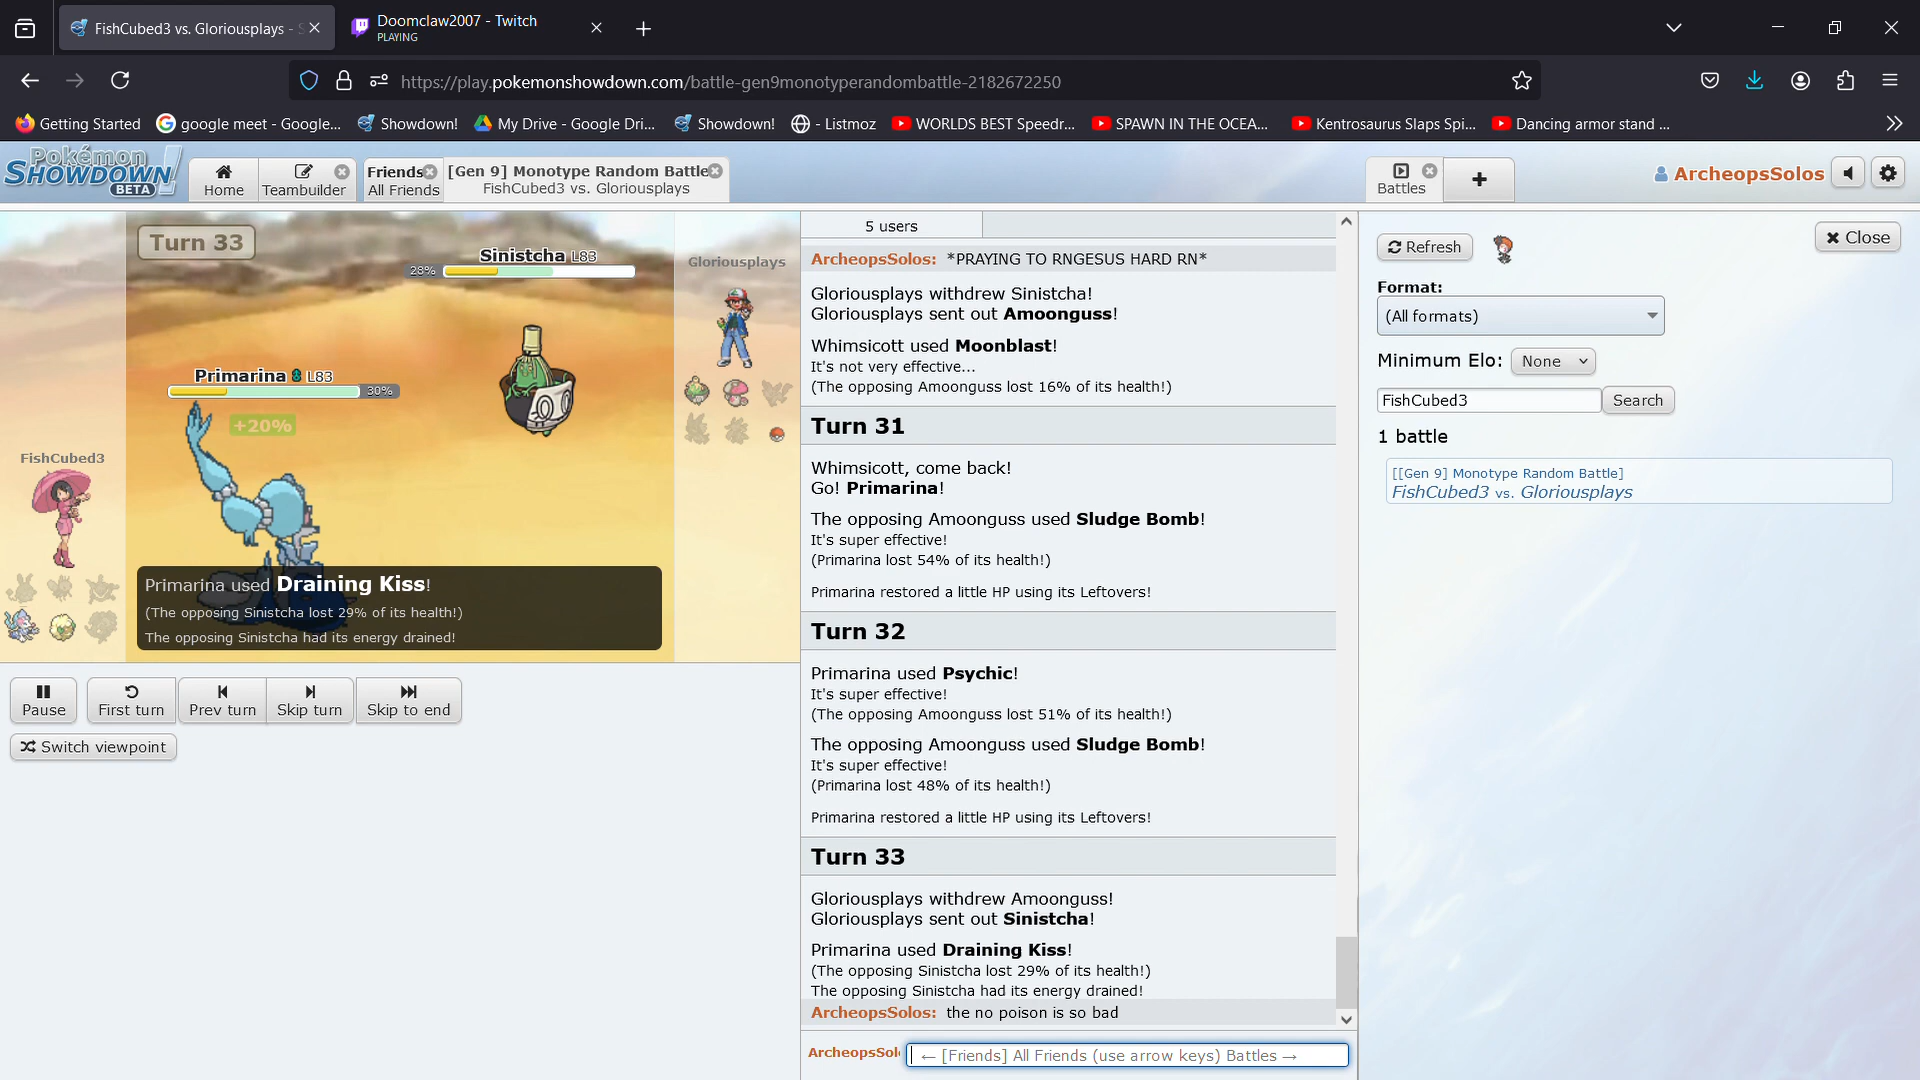 FishCubed3 vs. Gloriousplays - S
Doomclaw2007 - Twitch
PLAYING
https://play.pokemonshowdown.com/battle-gen9monotyperandombattle-2182672250
Getting Started
google meet - Google...
Showdown!
My Drive - Google Dri...
Showdown!
- Listmoz
WORLDS BEST Speedr...
SPAWN IN THE OCEA...
Kentrosaurus Slaps Spi...
Dancing armor stand ...
Pokémon
SHOWDOWN!
BETA
Home
Teambuilder
Friends
All Friends
[Gen 9] Monotype Random Battle
FishCubed3 vs. Gloriousplays
Battles
ArcheopsSolos
Turn 33
Sinistcha L83
28%
Gloriousplays
Primarina L83
30%
+20%
FishCubed3
Primarina used Draining Kiss!
(The opposing Sinistcha lost 29% of its health!)
The opposing Sinistcha had its energy drained!
Pause
First turn
Prev turn
Skip turn
Skip to end
Switch viewpoint
5 users
ArcheopsSolos: *PRAYING TO RNGESUS HARD RN*
Gloriousplays withdrew Sinistcha!
Gloriousplays sent out Amoonguss!
Whimsicott used Moonblast!
It's not very effective...
(The opposing Amoonguss lost 16% of its health!)
Turn 31
Whimsicott, come back!
Go! Primarina!
The opposing Amoonguss used Sludge Bomb!
It's super effective!
(Primarina lost 54% of its health!)
Primarina restored a little HP using its Leftovers!
Turn 32
Primarina used Psychic!
It's super effective!
(The opposing Amoonguss lost 51% of its health!)
The opposing Amoonguss used Sludge Bomb!
It's super effective!
(Primarina lost 48% of its health!)
Primarina restored a little HP using its Leftovers!
Turn 33
Gloriousplays withdrew Amoonguss!
Gloriousplays sent out Sinistcha!
Primarina used Draining Kiss!
(The opposing Sinistcha lost 29% of its health!)
The opposing Sinistcha had its energy drained!
ArcheopsSolos: the no poison is so bad
ArcheopsSol
← [Friends] All Friends (use arrow keys) Battles →
Refresh
Close
Format:
(All formats)
Minimum Elo: None
FishCubed3
Search
1 battle
[[Gen 9] Monotype Random Battle]
FishCubed3 vs. Gloriousplays